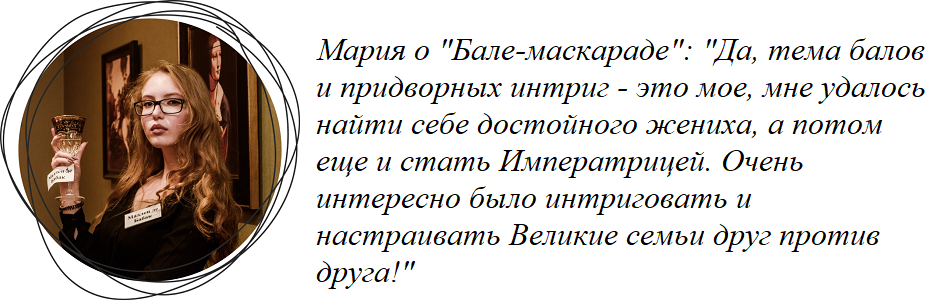 Мария о "Бале-маскараде": "Да, тема балов
и придворных интриг - это мое, мне удалось
найти себе достойного жениха, а потом
еще и стать Императрицей. Очень
интересно было интриговать и
настраивать Великие семьи друг против
друга!"